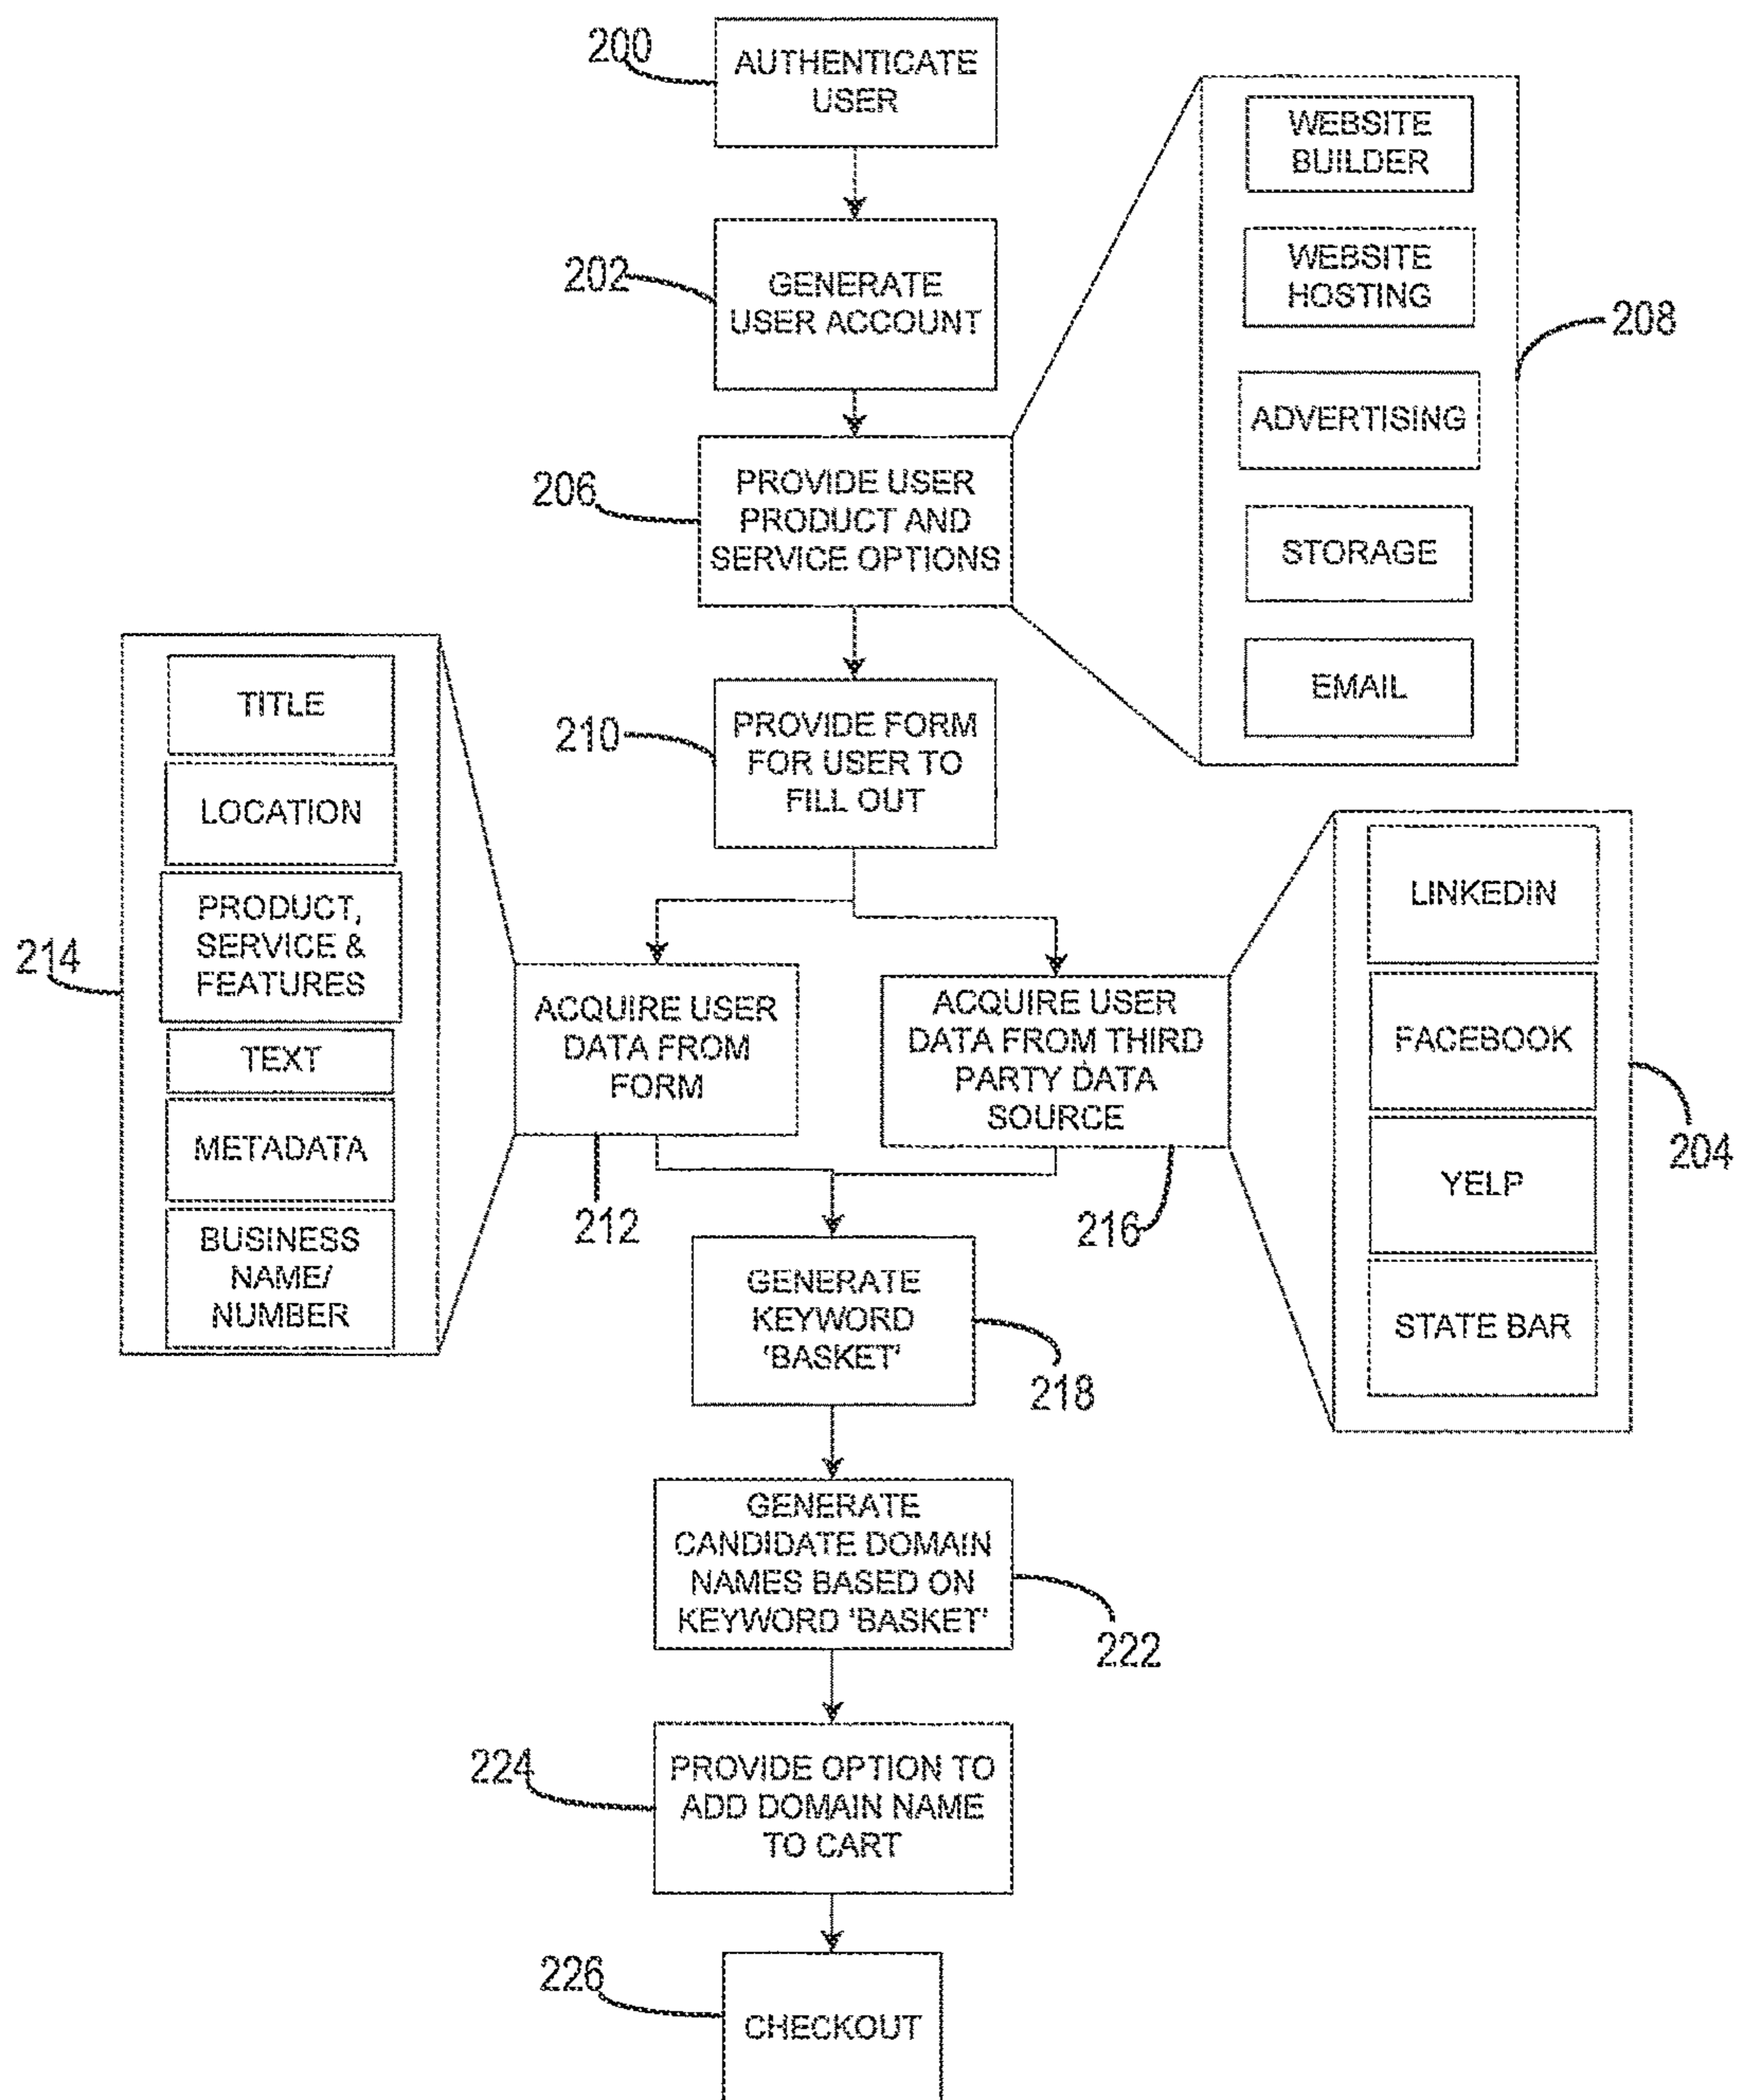 200
AUTHENTICATE
USER
202
GENERATE
USER ACCOUNT
206
PROVIDE USER
PRODUCT AND
SERVICE OPTIONS
WEBSITE
BUILDER
WEBSITE
HOSTING
ADVERTISING
STORAGE
EMAIL
208
210
PROVIDE FORM
FOR USER TO
FILL OUT
214
TITLE
LOCATION
PRODUCT,
SERVICE &
FEATURES
TEXT
METADATA
BUSINESS
NAME/
NUMBER
ACQUIRE USER
DATA FROM
FORM
212
ACQUIRE USER
DATA FROM THIRD
PARTY DATA
SOURCE
216
LINKEDIN
FACEBOOK
YELP
STATE BAR
204
GENERATE
KEYWORD
'BASKET'
218
GENERATE
CANDIDATE DOMAIN
NAMES BASED ON
KEYWORD 'BASKET'
222
224
PROVIDE OPTION TO
ADD DOMAIN NAME
TO CART
226
CHECKOUT